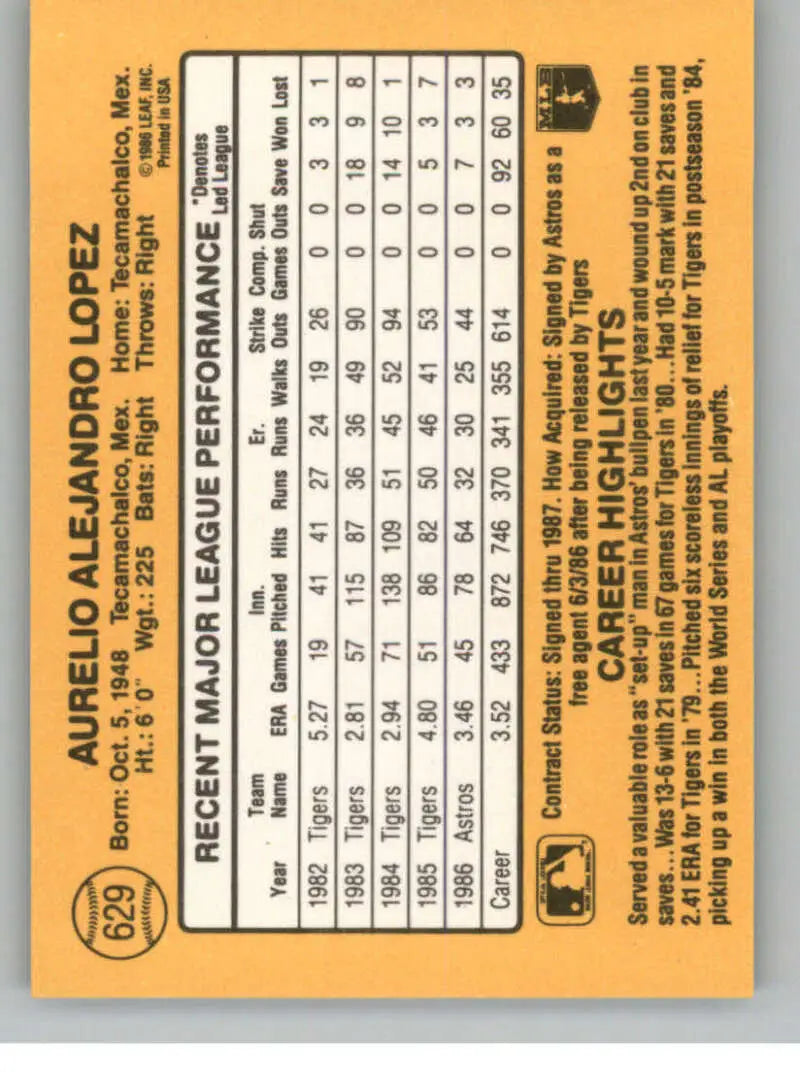 629
AURELIO ALEJANDRO LOPEZ
Born: Oct. 5, 1948 Tecamachalco, Mex. Home: Tecamachalco, Mex.
Ht.: 6'0" Wgt.: 225 Bats: Right Throws: Right
© 1986 LEAF, INC.
Printed in USA
RECENT MAJOR LEAGUE PERFORMANCE
*Denotes
Led League
Team Inn. Er. Strike Comp. Shut
Year Name ERA Games Pitched Hits Runs Runs Walks Outs Games Outs Save Won Lost
1982 Tigers 5.27 19 41 41 27 24 19 26 0 0 3 3 1
1983 Tigers 2.81 57 115 87 36 36 49 90 0 0 18 9 8
1984 Tigers 2.94 71 138 109 51 45 52 94 0 0 14 10 1
1985 Tigers 4.80 51 86 82 50 46 41 53 0 0 5 3 7
1986 Astros 3.46 45 78 64 32 30 25 44 0 0 7 3 3
Career 3.52 433 872 746 370 341 355 614 0 0 92 60 35
Contract Status: Signed thru 1987. How Acquired: Signed by Astros as a
free agent 6/3/86 after being released by Tigers
MLB
CAREER HIGHLIGHTS
Served a valuable role as "set-up" man in Astros' bullpen last year and wound up 2nd on club in
saves...Was 13-6 with 21 saves in 67 games for Tigers in '80...Had 10-5 mark with 21 saves and
2.41 ERA for Tigers in '79...Pitched six scoreless innings of relief for Tigers in postseason '84,
picking up a win in both the World Series and AL playoffs.